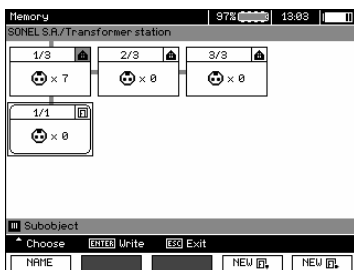 Memory 97% 13:03
SONEL S.A./Transformer station
1/3 2/3 3/3
× 7 × 0 × 0
1/1
× 0
Subobject
Choose ENTER Write ESC Exit
NAME NEW NEW